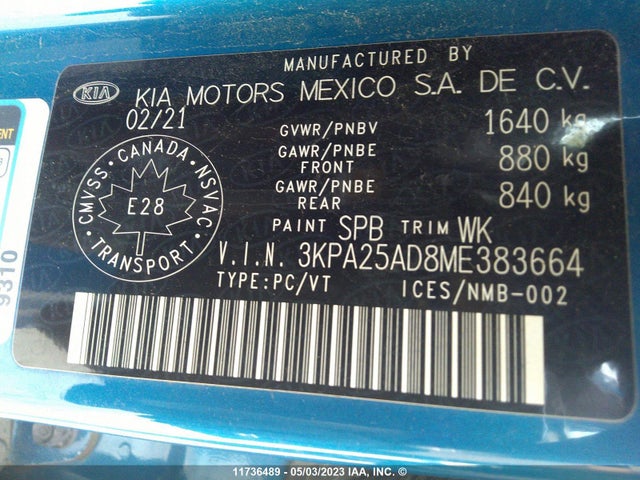 MANUFACTURED BY
KIA KIA MOTORS MEXICO S.A. DE C.V.
02/21
GVWR/PNBV 1640 kg
GAWR/PNBE FRONT 880 kg
GAWR/PNBE REAR 840 kg
CMVSS • CANADA • NSVAC • TRANSPORT •
E28
PAINT SPB TRIM WK
V.I.N. 3KPA25AD8ME383664
TYPE:PC/VT ICES/NMB-002
9310
11736489 - 05/03/2023 IAA, INC. ©